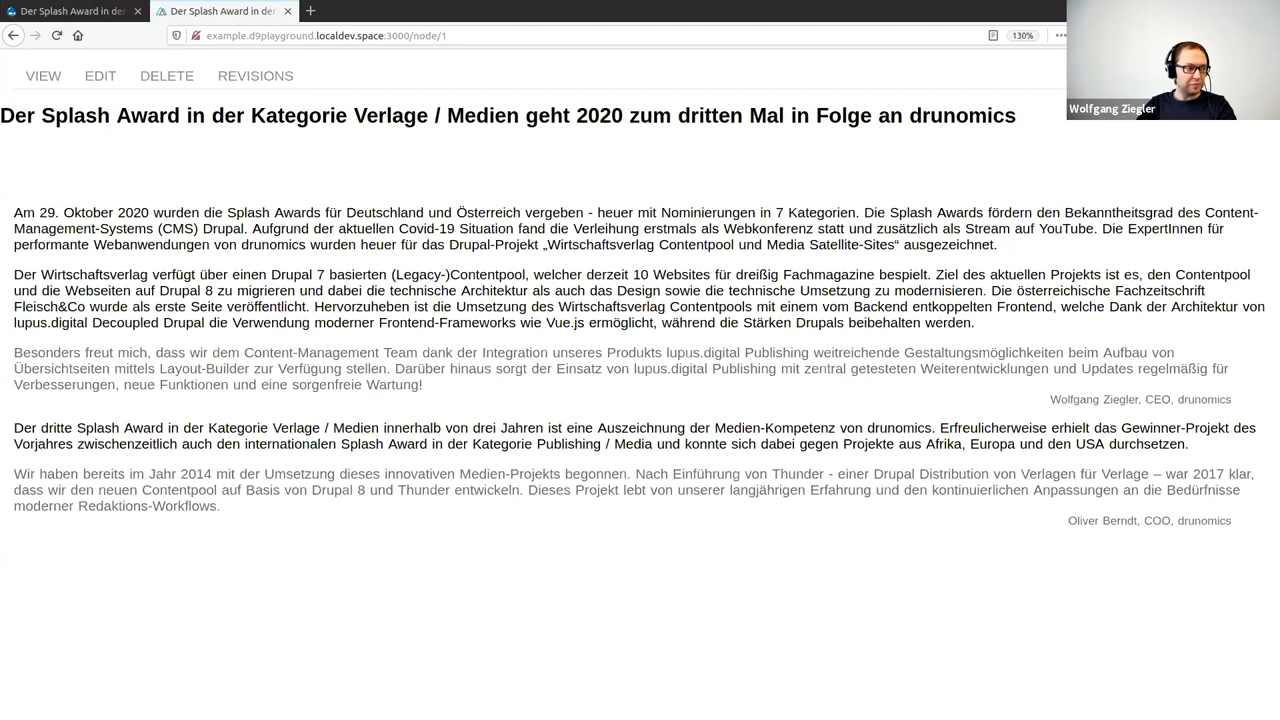 Der Splash Award in der
Der Splash Award in der
example.d9playground.localdev.space:3000/node/1
130%
VIEW EDIT DELETE REVISIONS
Wolfgang Ziegler
Der Splash Award in der Kategorie Verlage / Medien geht 2020 zum dritten Mal in Folge an drunomics
Am 29. Oktober 2020 wurden die Splash Awards für Deutschland und Österreich vergeben - heuer mit Nominierungen in 7 Kategorien. Die Splash Awards fördern den Bekanntheitsgrad des Content-
Management-Systems (CMS) Drupal. Aufgrund der aktuellen Covid-19 Situation fand die Verleihung erstmals als Webkonferenz statt und zusätzlich als Stream auf YouTube. Die ExpertInnen für
performante Webanwendungen von drunomics wurden heuer für das Drupal-Projekt „Wirtschaftsverlag Contentpool und Media Satellite-Sites“ ausgezeichnet.
Der Wirtschaftsverlag verfügt über einen Drupal 7 basierten (Legacy-)Contentpool, welcher derzeit 10 Websites für dreißig Fachmagazine bespielt. Ziel des aktuellen Projekts ist es, den Contentpool
und die Webseiten auf Drupal 8 zu migrieren und dabei die technische Architektur als auch das Design sowie die technische Umsetzung zu modernisieren. Die österreichische Fachzeitschrift
Fleisch&Co wurde als erste Seite veröffentlicht. Hervorzuheben ist die Umsetzung des Wirtschaftsverlag Contentpools mit einem vom Backend entkoppelten Frontend, welche Dank der Architektur von
lupus.digital Decoupled Drupal die Verwendung moderner Frontend-Frameworks wie Vue.js ermöglicht, während die Stärken Drupals beibehalten werden.
Besonders freut mich, dass wir dem Content-Management Team dank der Integration unseres Produkts lupus.digital Publishing weitreichende Gestaltungsmöglichkeiten beim Aufbau von
Übersichtseiten mittels Layout-Builder zur Verfügung stellen. Darüber hinaus sorgt der Einsatz von lupus.digital Publishing mit zentral getesteten Weiterentwicklungen und Updates regelmäßig für
Verbesserungen, neue Funktionen und eine sorgenfreie Wartung!
Wolfgang Ziegler, CEO, drunomics
Der dritte Splash Award in der Kategorie Verlage / Medien innerhalb von drei Jahren ist eine Auszeichnung der Medien-Kompetenz von drunomics. Erfreulicherweise erhielt das Gewinner-Projekt des
Vorjahres zwischenzeitlich auch den internationalen Splash Award in der Kategorie Publishing / Media und konnte sich dabei gegen Projekte aus Afrika, Europa und den USA durchsetzen.
Wir haben bereits im Jahr 2014 mit der Umsetzung dieses innovativen Medien-Projekts begonnen. Nach Einführung von Thunder - einer Drupal Distribution von Verlagen für Verlage – war 2017 klar,
dass wir den neuen Contentpool auf Basis von Drupal 8 und Thunder entwickeln. Dieses Projekt lebt von unserer langjährigen Erfahrung und den kontinuierlichen Anpassungen an die Bedürfnisse
moderner Redaktions-Workflows.
Oliver Berndt, COO, drunomics